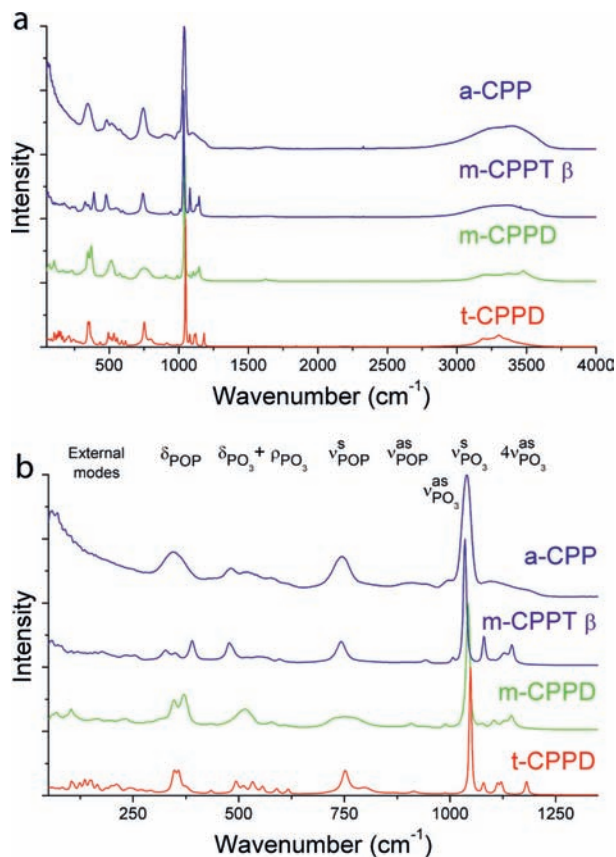 a
Intensity
a-CPP
m-CPPT β
m-CPPD
t-CPPD
500 1000 1500 2000 2500 3000 3500 4000
Wavenumber (cm⁻¹)
b
External modes
δPOP
δPO₃ + ρPO₃
νˢPOP
νᵃˢPOP
νᵃˢPO₃
νˢPO₃
4νᵃˢPO₃
Intensity
a-CPP
m-CPPT β
m-CPPD
t-CPPD
250 500 750 1000 1250
Wavenumber (cm⁻¹)